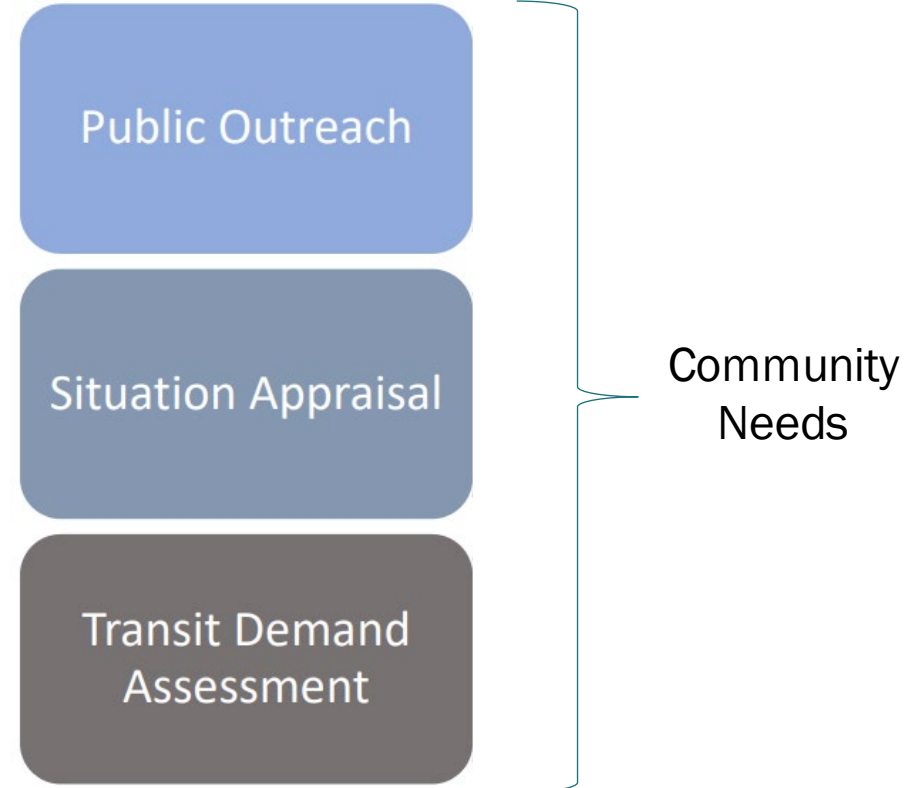 Public Outreach
Situation Appraisal
Transit Demand
Assessment
Community
Needs